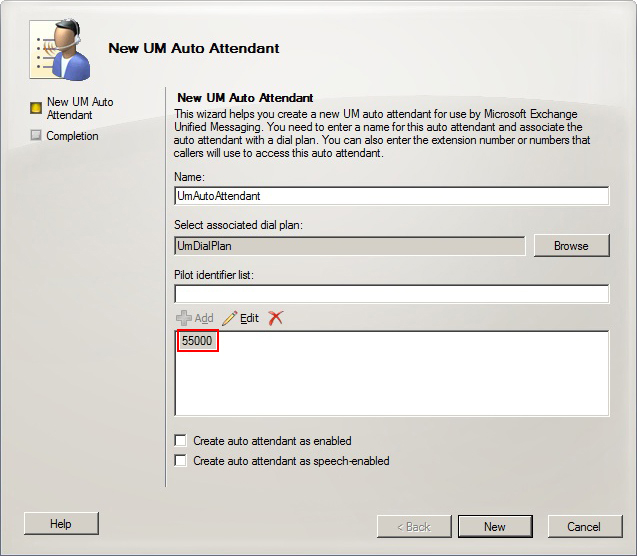 New UM Auto Attendant
New UM Auto
Attendant
Completion
New UM Auto Attendant
This wizard helps you create a new UM auto attendant for use by Microsoft Exchange
Unified Messaging. You need to enter a name for this auto attendant and associate the
auto attendant with a dial plan. You can also enter the extension number or numbers that
callers will use to access this auto attendant.
Name:
UmAutoAttendant
Select associated dial plan:
UmDialPlan
Browse
Pilot identifier list:
Add Edit
55000
Create auto attendant as enabled
Create auto attendant as speech-enabled
Help
< Back New Cancel